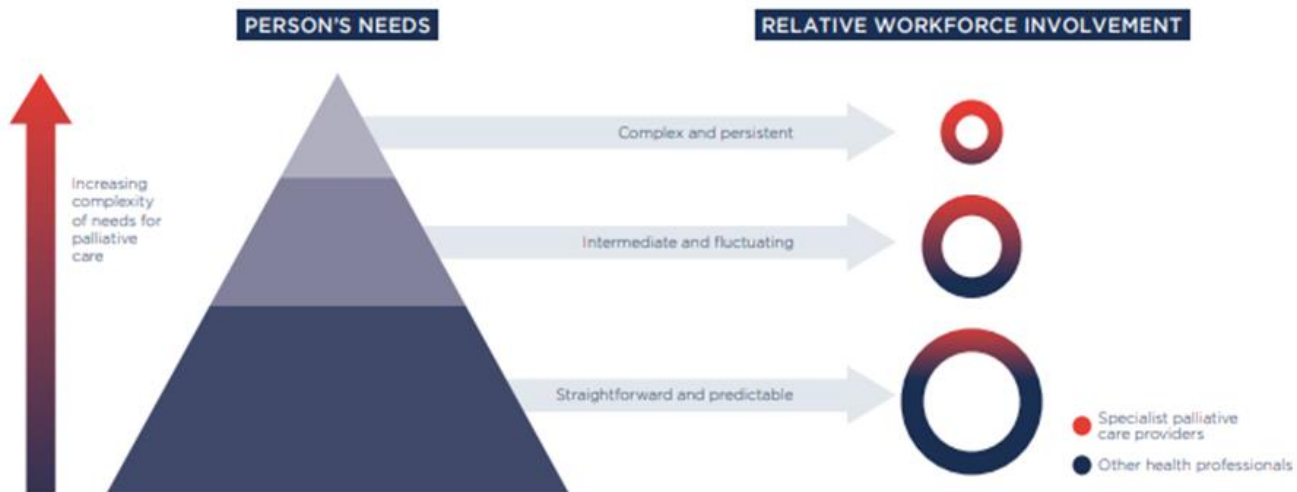 PERSON'S NEEDS
RELATIVE WORKFORCE INVOLVEMENT
Increasing
complexity
of needs for
palliative
care
Complex and persistent
Intermediate and fluctuating
Straightforward and predictable
Specialist palliative
care providers
Other health professionals